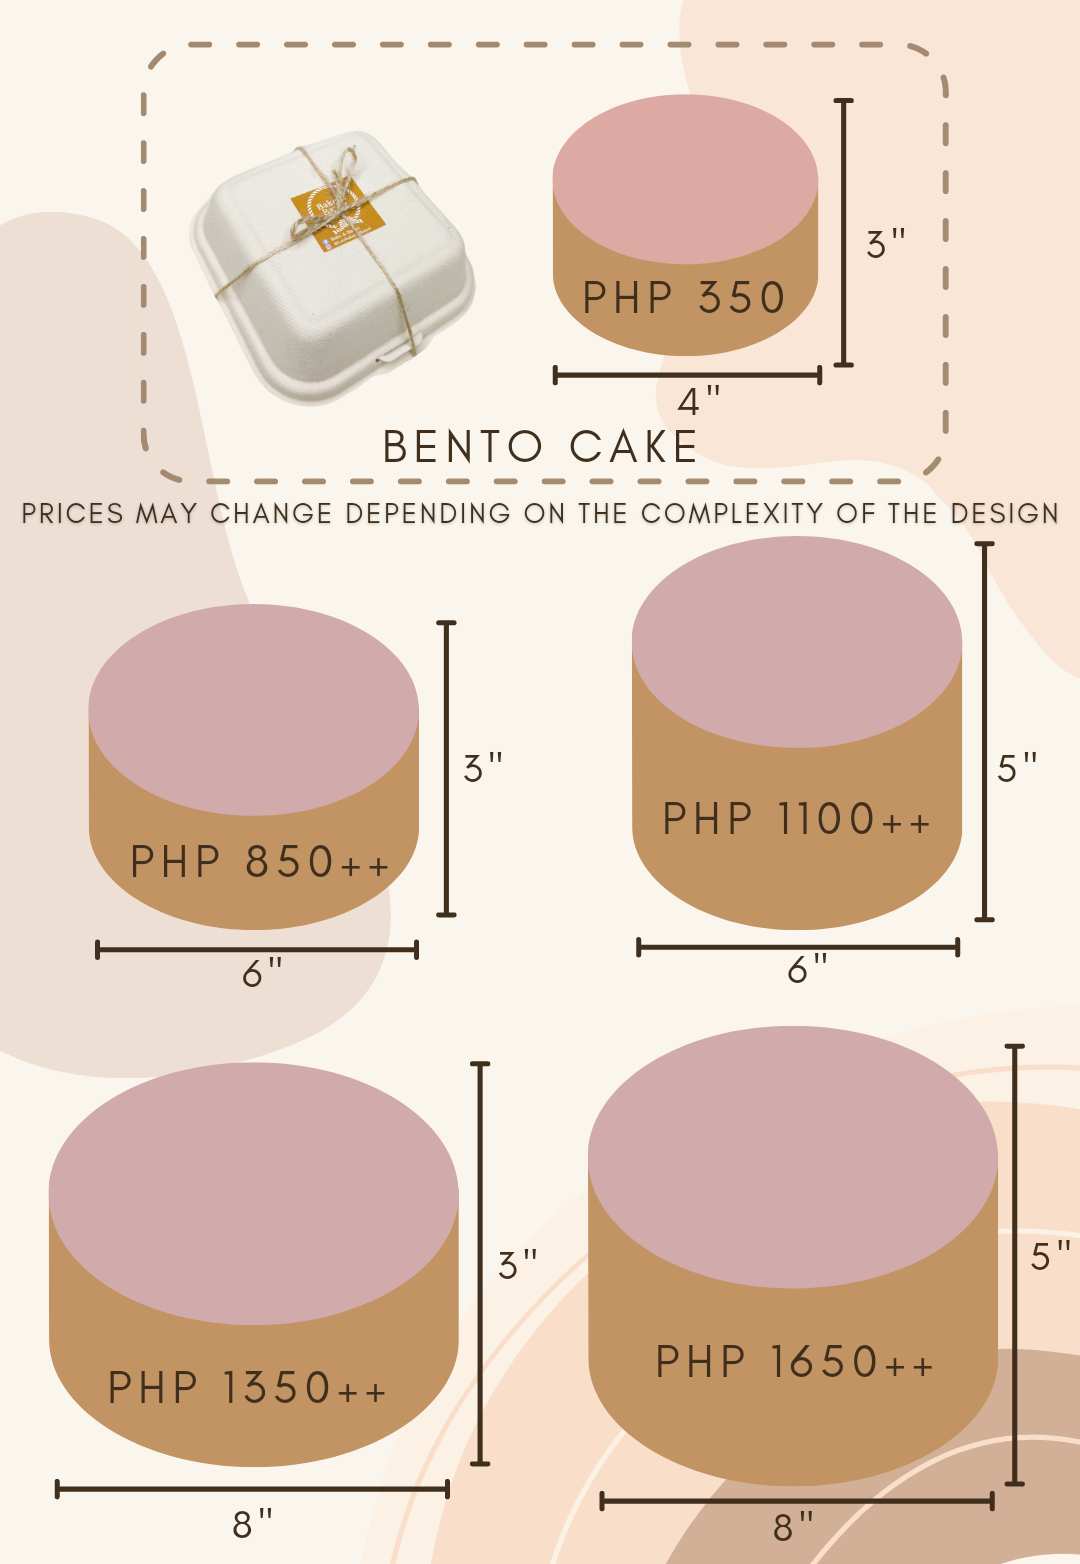 3"
PHP 350
4"
BENTO CAKE
PRICES MAY CHANGE DEPENDING ON THE COMPLEXITY OF THE DESIGN
3"
PHP 850++
6"
5"
PHP 1100++
6"
3"
PHP 1350++
8"
5"
PHP 1650++
8"